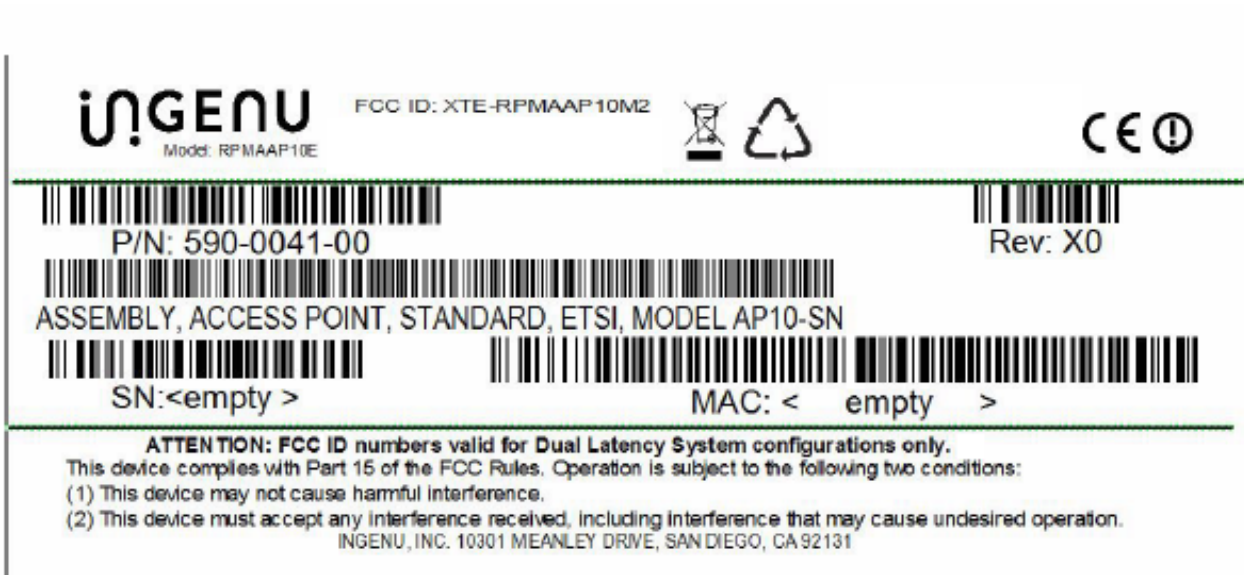 inGENU
FCC ID: XTE-RPMAAP10M2
Model: RPMAAP10E
CE
P/N: 590-0041-00
Rev: X0
ASSEMBLY, ACCESS POINT, STANDARD, ETSI, MODEL AP10-SN
SN:<empty >
MAC: < empty >
ATTENTION: FCC ID numbers valid for Dual Latency System configurations only.
This device complies with Part 15 of the FCC Rules. Operation is subject to the following two conditions:
(1) This device may not cause harmful interference.
(2) This device must accept any interference received, including interference that may cause undesired operation.
INGENU, INC. 10301 MEANLEY DRIVE, SAN DIEGO, CA 92131